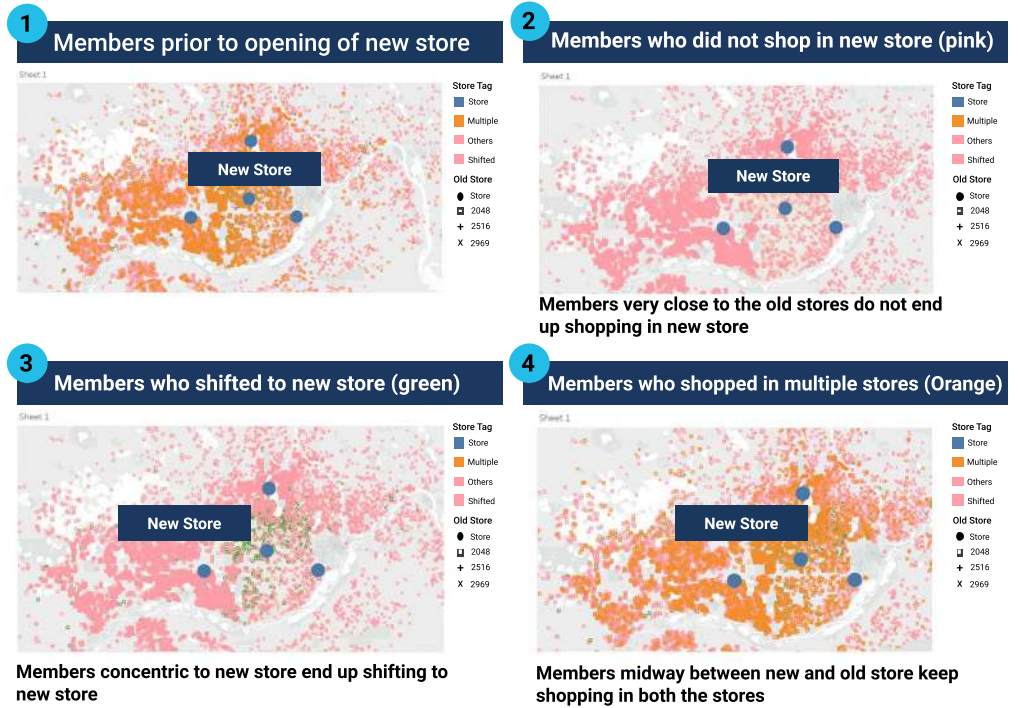 1
Members prior to opening of new store
Sheet 1
New Store
Store Tag
Store
Multiple
Others
Shifted
Old Store
Store
2048
2516
2969
2
Members who did not shop in new store (pink)
Sheet 1
New Store
Store Tag
Store
Multiple
Others
Shifted
Old Store
Store
2048
2516
2969
Members very close to the old stores do not end
up shopping in new store
3
Members who shifted to new store (green)
Sheet 1
New Store
Store Tag
Store
Multiple
Others
Shifted
Old Store
Store
2048
2516
2969
Members concentric to new store end up shifting to
new store
4
Members who shopped in multiple stores (Orange)
Sheet 1
New Store
Store Tag
Store
Multiple
Others
Shifted
Old Store
Store
2048
2516
2969
Members midway between new and old store keep
shopping in both the stores